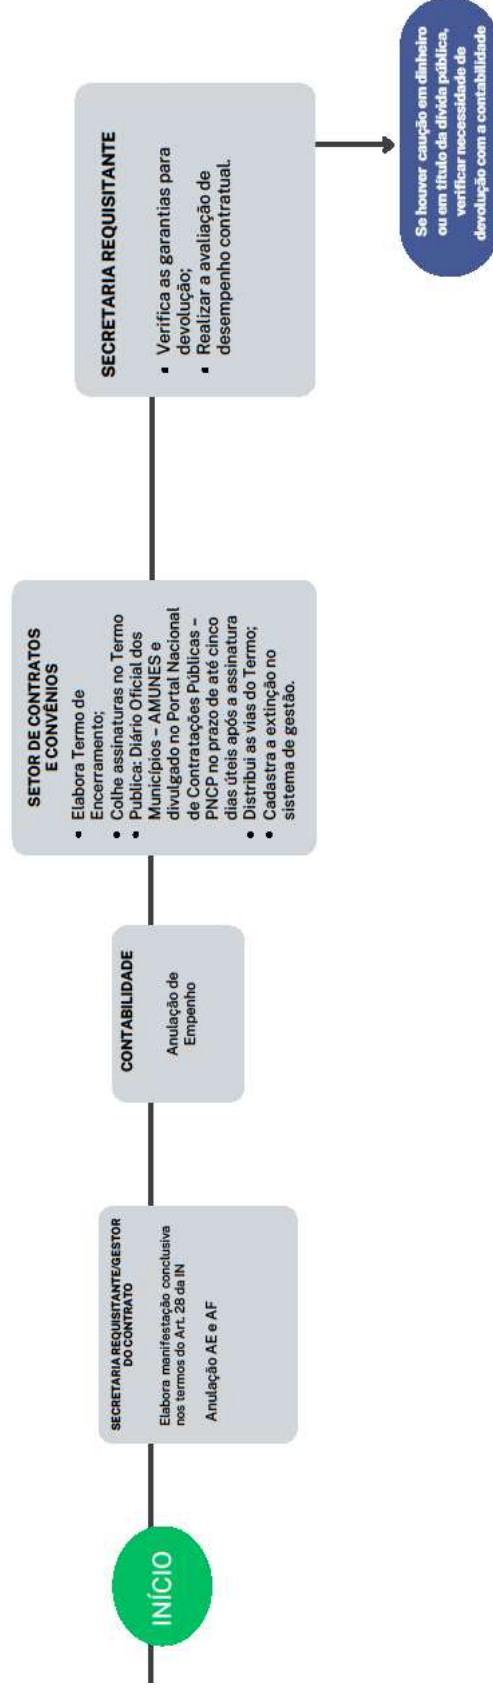 INÍCIO
SECRETARIA REQUISITANTE/GESTOR
DO CONTRATO
Elabora manifestação conclusiva
nos termos do Art. 28 da IN
Anulação AE e AF
CONTABILIDADE
Anulação de
Empenho
SETOR DE CONTRATOS
E CONVÊNIOS
• Elabora Termo de
Encerramento;
• Colhe assinaturas no Termo
• Publica: Diário Oficial dos
Municípios – AMUNES e
divulgado no Portal Nacional
de Contratações Públicas –
PNCP no prazo de até cinco
dias úteis após a assinatura
• Distribui as vias do Termo;
• Cadastra a extinção no
sistema de gestão.
SECRETARIA REQUISITANTE
• Verifica as garantias para
devolução;
• Realizar a avaliação de
desempenho contratual.
Se houver caução em dinheiro
ou em título da dívida pública,
verificar necessidade de
devolução com a contabilidade